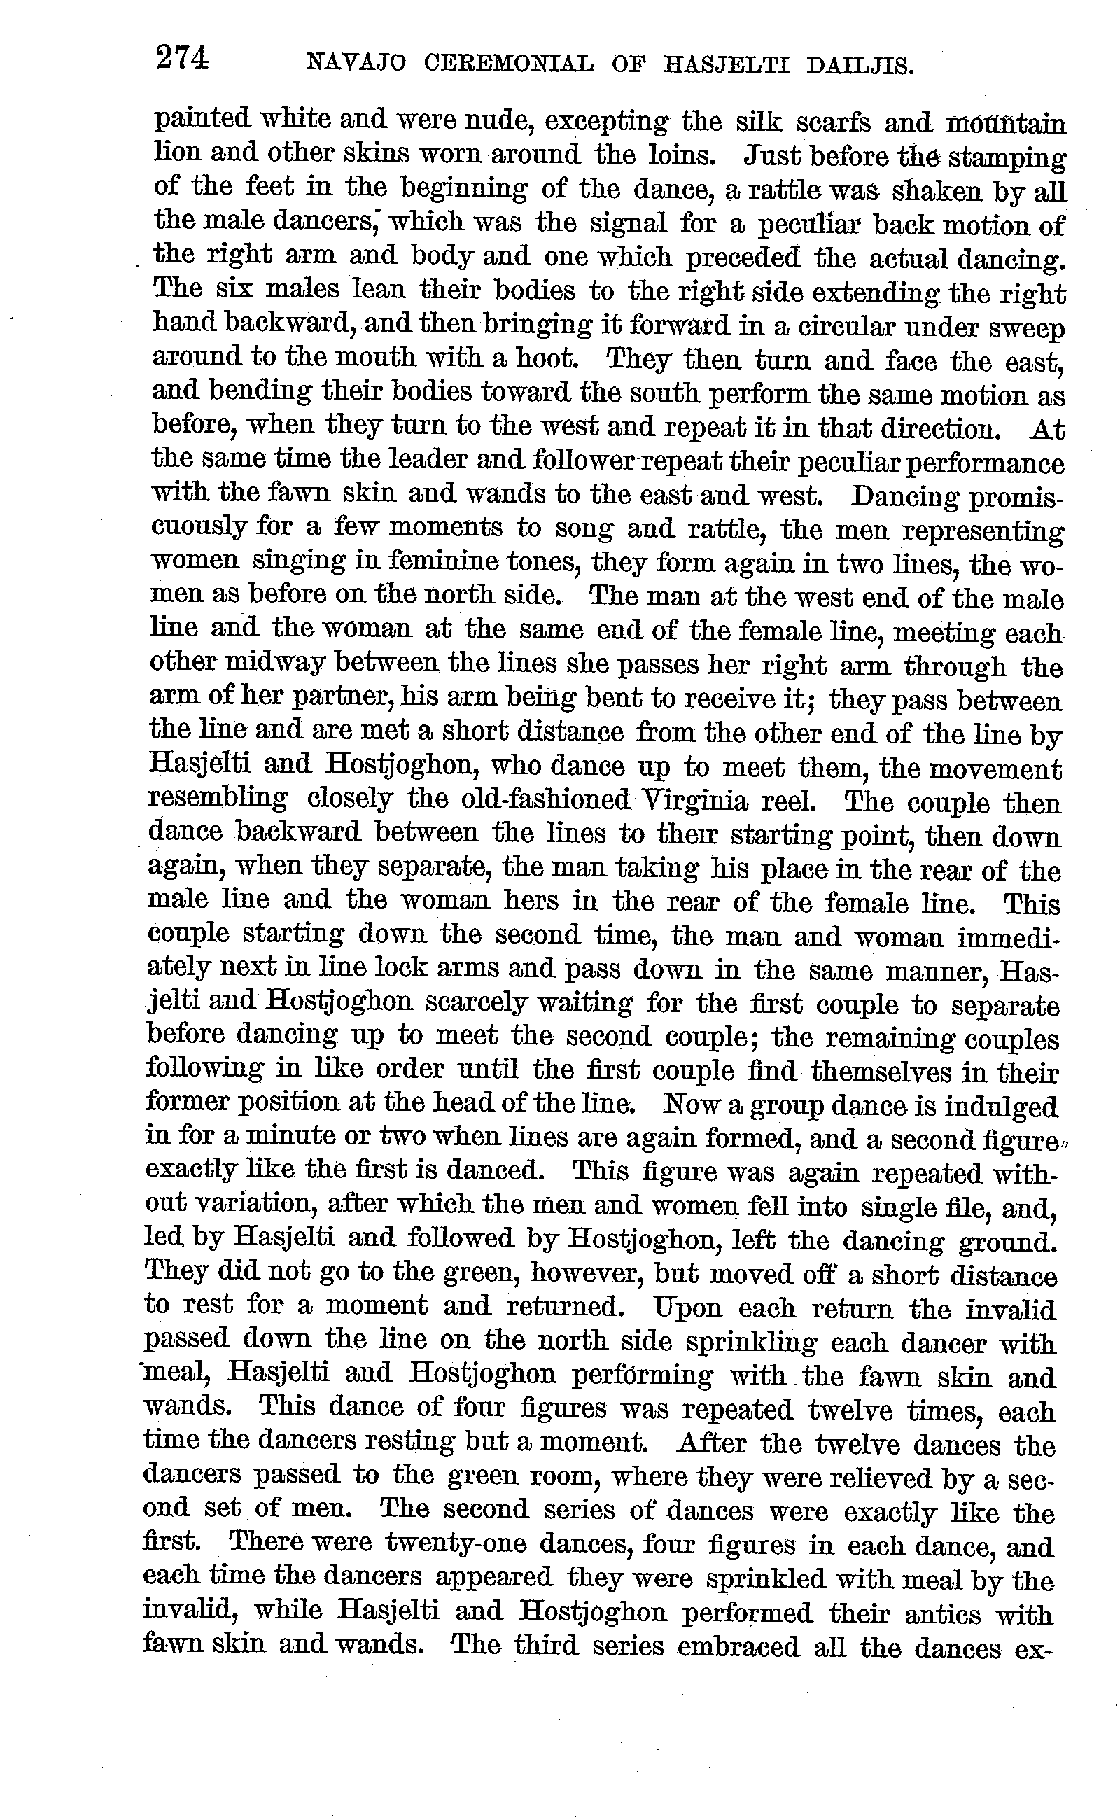 274 NAVAJO CEREMONIAL OF HASJELTI DAILJIS.
painted white and were nude, excepting the silk scarfs and mountain
lion and other skins worn around the loins. Just before the stamping
of the feet in the beginning of the dance, a rattle was shaken by all
the male dancers, which was the signal for a peculiar back motion of
the right arm and body and one which preceded the actual dancing.
The six males lean their bodies to the right side extending the right
hand backward, and then bringing it forward in a circular under sweep
around to the mouth with a hoot. They then turn and face the east,
and bending their bodies toward the south perform the same motion as
before, when they turn to the west and repeat it in that direction. At
the same time the leader and follower repeat their peculiar performance
with the fawn skin and wands to the east and west. Dancing promis-
cuously for a few moments to song and rattle, the men representing
women singing in feminine tones, they form again in two lines, the wo-
men as before on the north side. The man at the west end of the male
line and the woman at the same end of the female line, meeting each
other midway between the lines she passes her right arm through the
arm of her partner, his arm being bent to receive it; they pass between
the line and are met a short distance from the other end of the line by
Hasjelti and Hostjoghon, who dance up to meet them, the movement
resembling closely the old-fashioned Virginia reel. The couple then
dance backward between the lines to their starting point, then down
again, when they separate, the man taking his place in the rear of the
male line and the woman hers in the rear of the female line. This
couple starting down the second time, the man and woman immedi-
ately next in line lock arms and pass down in the same manner, Has-
jelti and Hostjoghon scarcely waiting for the first couple to separate
before dancing up to meet the second couple; the remaining couples
following in like order until the first couple find themselves in their
former position at the head of the line. Now a group dance is indulged
in for a minute or two when lines are again formed, and a second figure,
exactly like the first is danced. This figure was again repeated with-
out variation, after which the men and women fell into single file, and,
led by Hasjelti and followed by Hostjoghon, left the dancing ground.
They did not go to the green, however, but moved off a short distance
to rest for a moment and returned. Upon each return the invalid
passed down the line on the north side sprinkling each dancer with
meal, Hasjelti and Hostjoghon performing with the fawn skin and
wands. This dance of four figures was repeated twelve times, each
time the dancers resting but a moment. After the twelve dances the
dancers passed to the green room, where they were relieved by a sec-
ond set of men. The second series of dances were exactly like the
first. There were twenty-one dances, four figures in each dance, and
each time the dancers appeared they were sprinkled with meal by the
invalid, while Hasjelti and Hostjoghon performed their antics with
fawn skin and wands. The third series embraced all the dances ex-